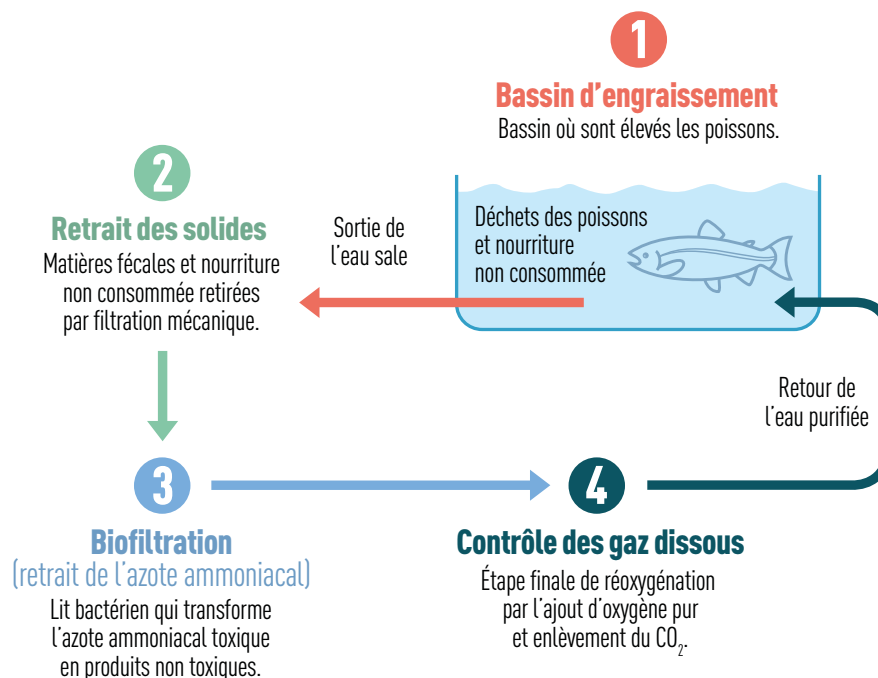 1
Bassin d'engraissement
Bassin où sont élevés les poissons.
Déchets des poissons
et nourriture
non consommée
Sortie de
l'eau sale
2
Retrait des solides
Matières fécales et nourriture
non consommée retirées
par filtration mécanique.
3
Biofiltration
(retrait de l'azote ammoniacal)
Lit bactérien qui transforme
l'azote ammoniacal toxique
en produits non toxiques.
4
Contrôle des gaz dissous
Étape finale de réoxygénation
par l'ajout d'oxygène pur
et enlèvement du CO₂.
Retour de
l'eau purifiée